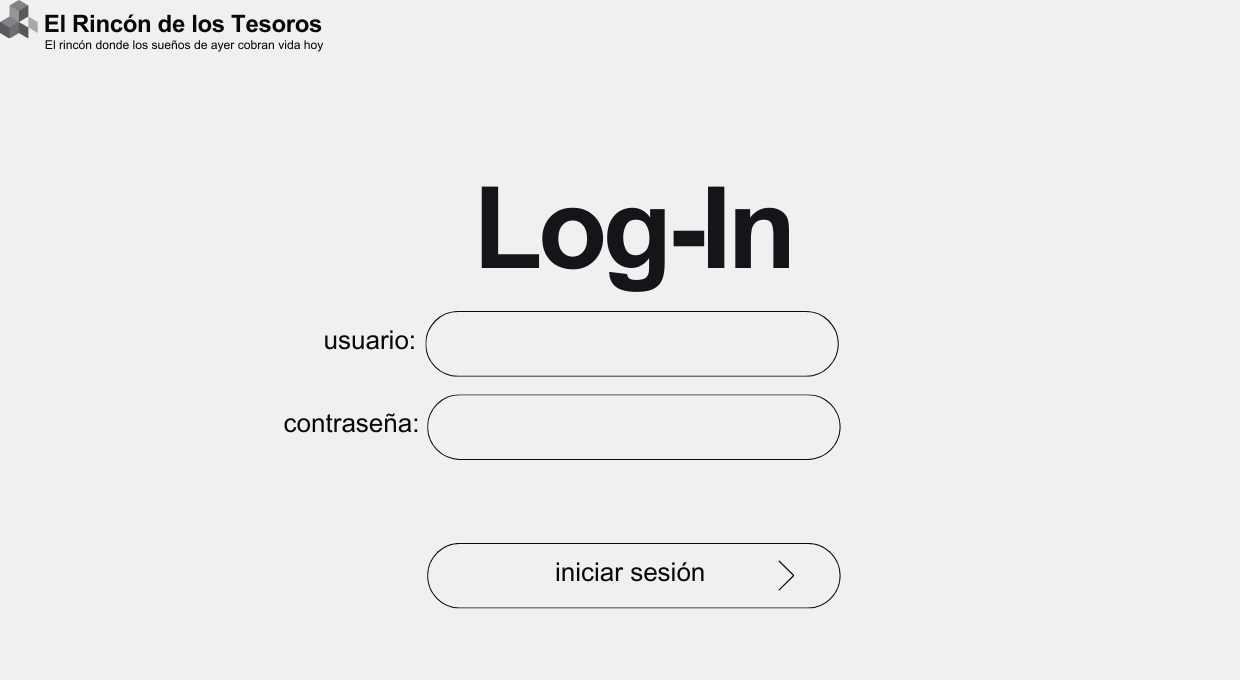 El Rincón de los Tesoros
El rincón donde los sueños de ayer cobran vida hoy
Log-In
usuario:
contraseña:
iniciar sesión